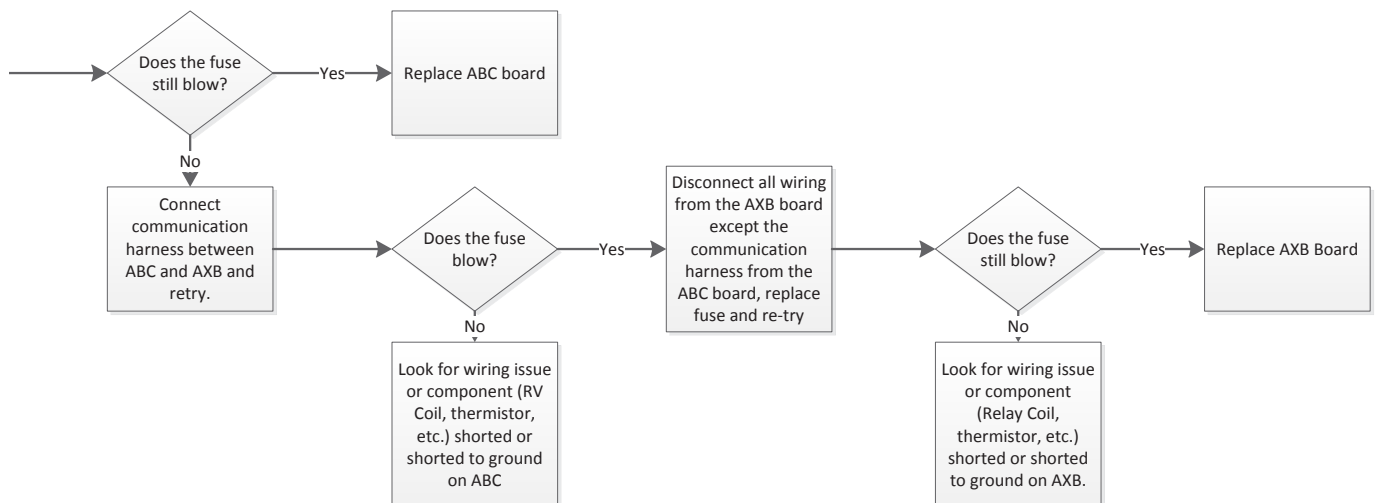 Does the fuse
still blow?
Yes
Replace ABC board
No
Connect
communication
harness between
ABC and AXB and
retry.
Does the fuse
blow?
Yes
Disconnect all wiring
from the AXB board
except the
communication
harness from the
ABC board, replace
fuse and re-try
Does the fuse
still blow?
Yes
Replace AXB Board
No
Look for wiring issue
or component (RV
Coil, thermistor,
etc.) shorted or
shorted to ground
on ABC
No
Look for wiring issue
or component
(Relay Coil,
thermistor, etc.)
shorted or shorted
to ground on AXB.